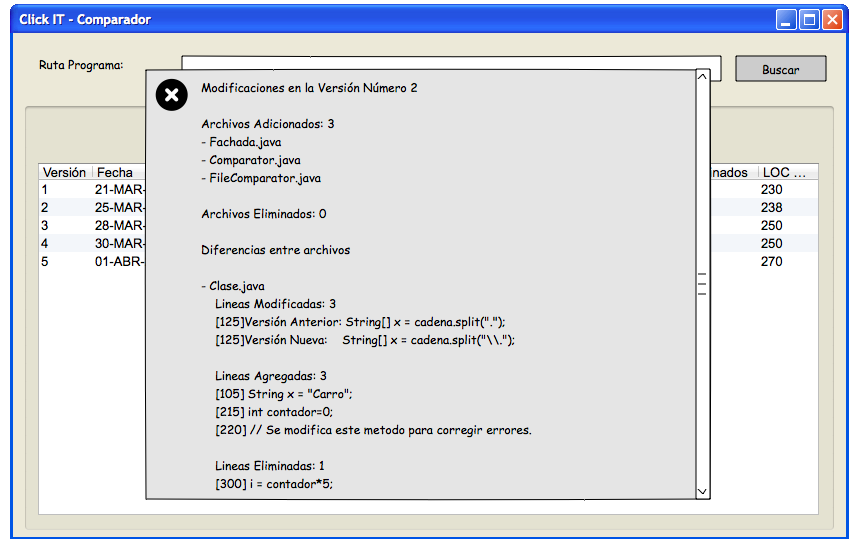 Click IT - Comparador
Ruta Programa:
Buscar
Modificaciones en la Versión Número 2
Archivos Adicionados: 3
- Fachada.java
- Comparator.java
- FileComparator.java
Archivos Eliminados: 0
Diferencias entre archivos
- Clase.java
Lineas Modificadas: 3
[125]Versión Anterior: String[] x = cadena.split(".");
[125]Versión Nueva: String[] x = cadena.split("\\.");
Lineas Agregadas: 3
[105] String x = "Carro";
[215] int contador=0;
[220] // Se modifica este metodo para corregir errores.
Lineas Eliminadas: 1
[300] i = contador*5;
Versión Fecha nados LOC ...
1 21-MAR- 230
2 25-MAR- 238
3 28-MAR- 250
4 30-MAR- 250
5 01-ABR- 270